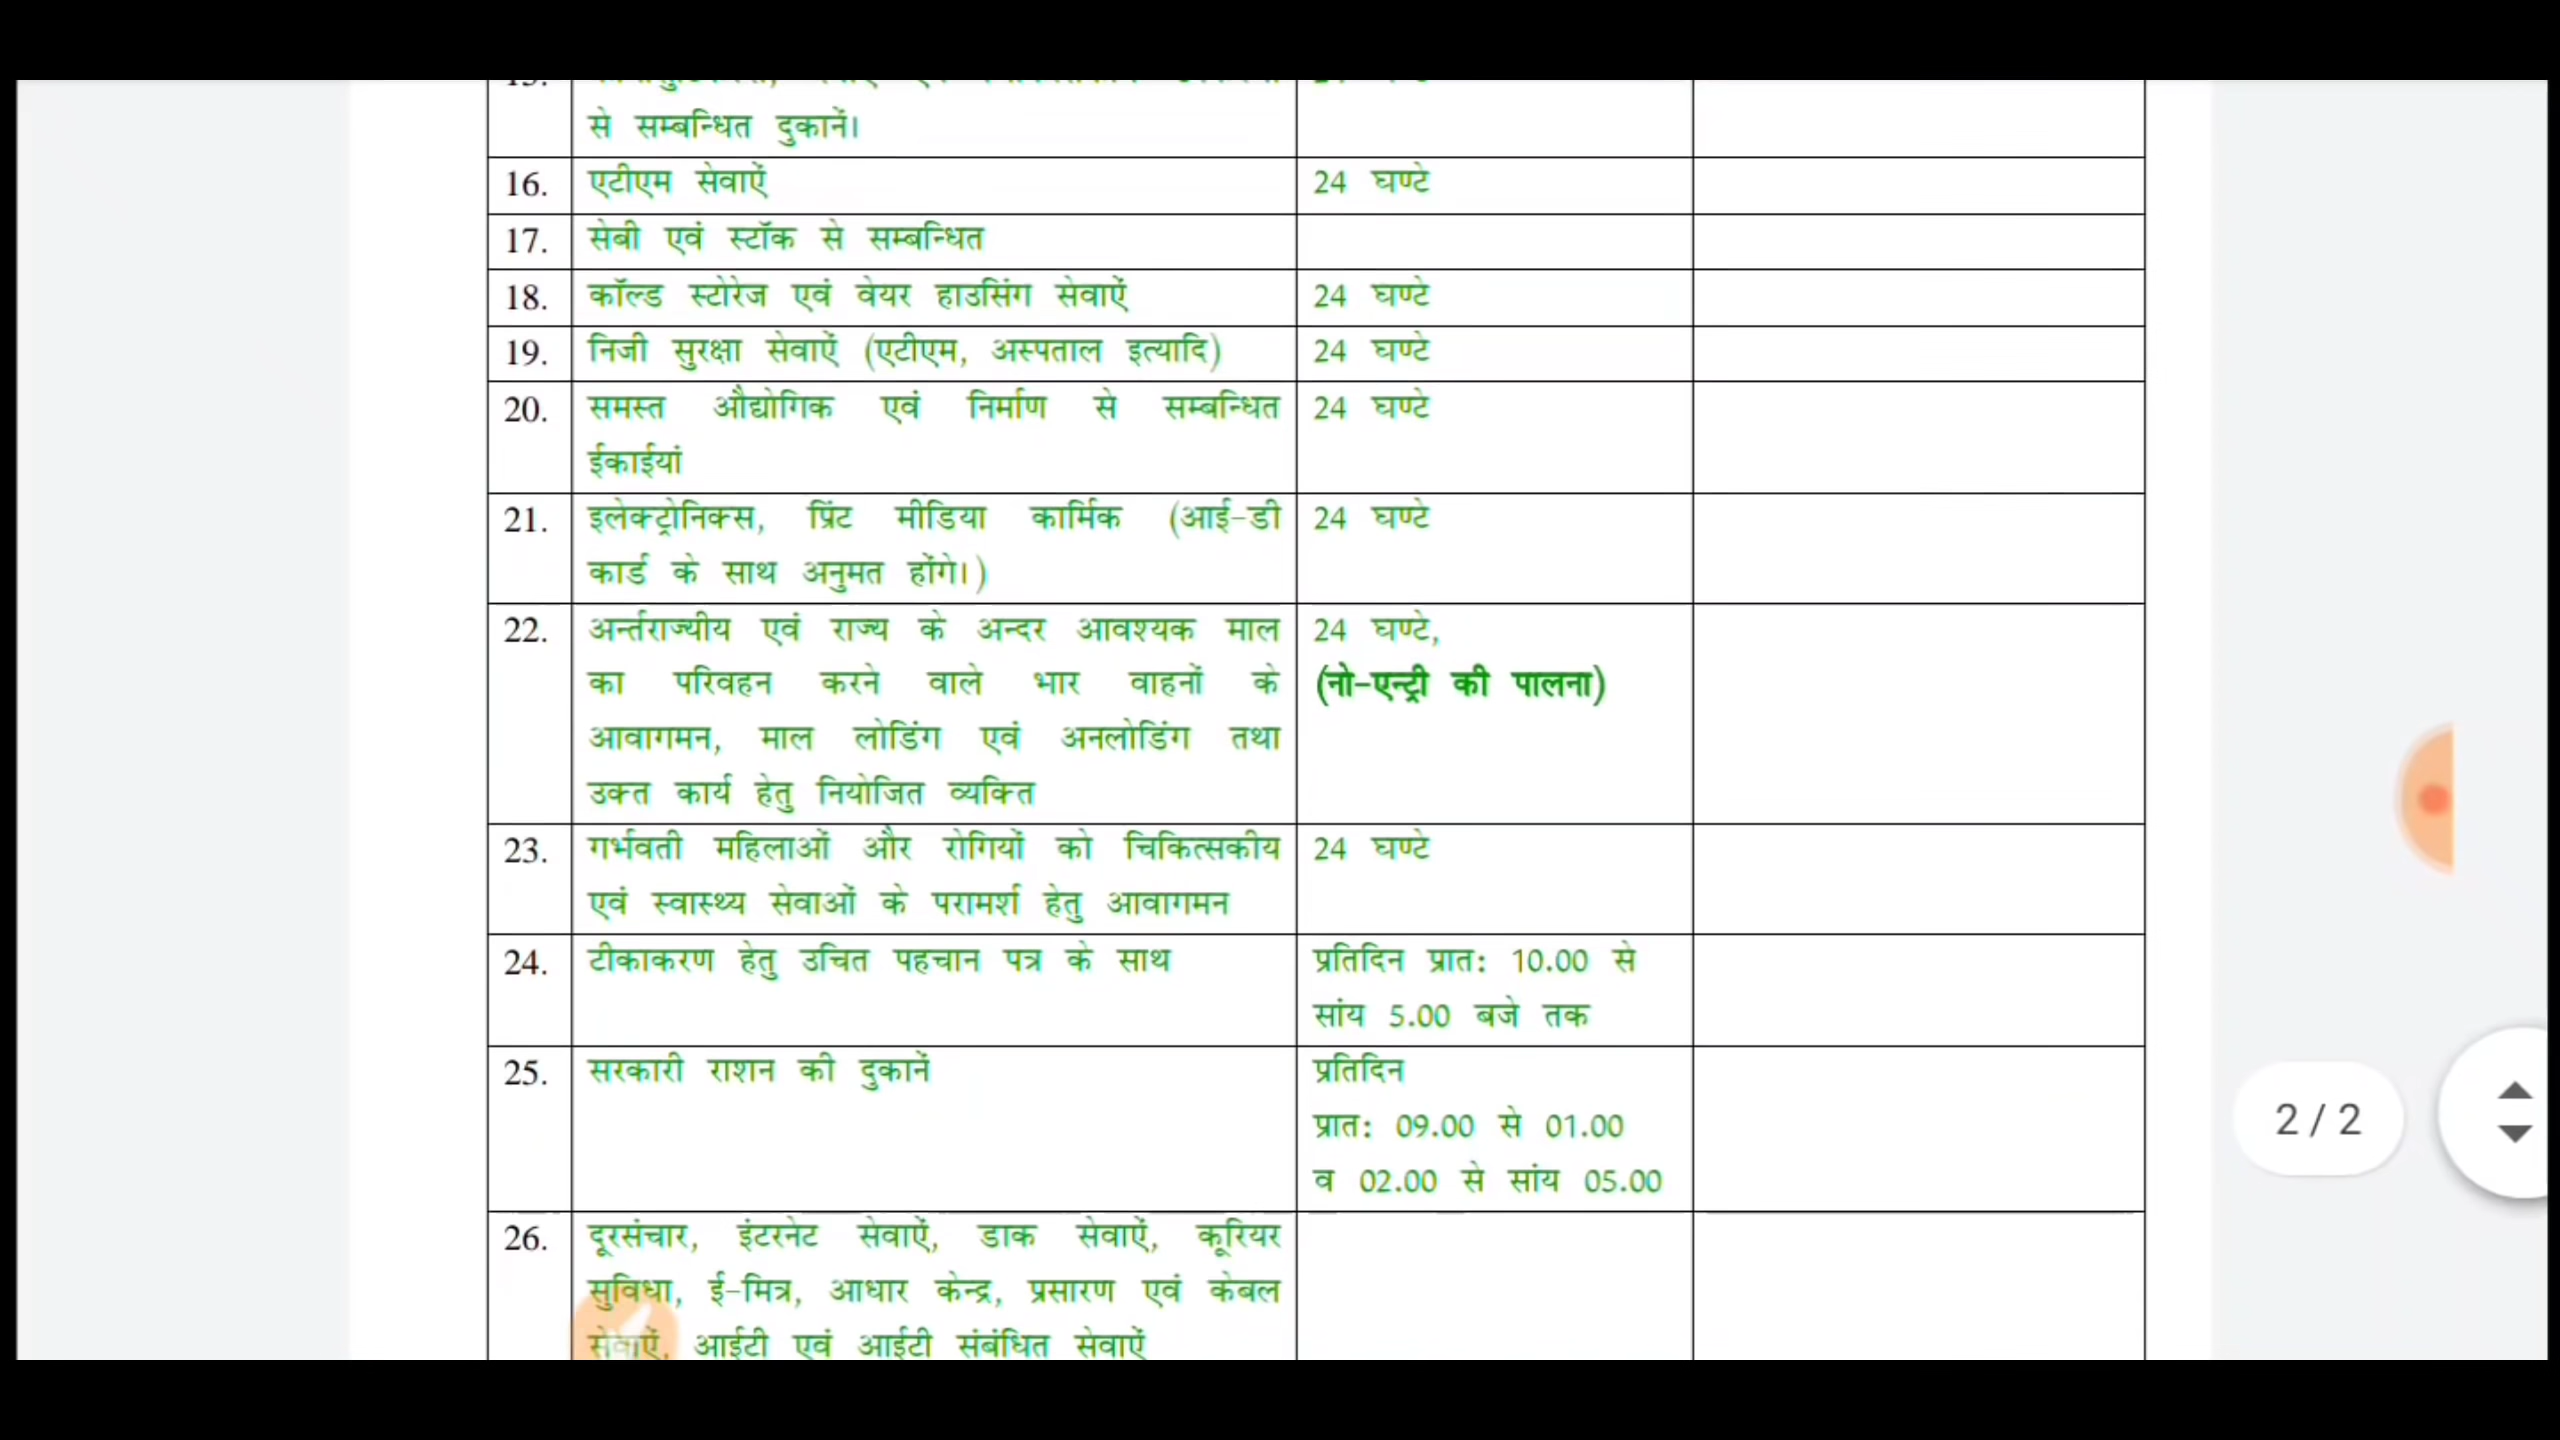 से सम्बन्धित दुकानें।
16. एटीएम सेवाऐं 24 घण्टे
17. सेबी एवं स्टॉक से सम्बन्धित
18. कॉल्ड स्टोरेज एवं वेयर हाउसिंग सेवाऐं 24 घण्टे
19. निजी सुरक्षा सेवाऐं (एटीएम, अस्पताल इत्यादि) 24 घण्टे
20. समस्त औद्योगिक एवं निर्माण से सम्बन्धित 24 घण्टे
ईकाईयां
21. इलेक्ट्रोनिक्स, प्रिंट मीडिया कार्मिक (आई-डी 24 घण्टे
कार्ड के साथ अनुमत होंगे।)
22. अर्न्तराज्यीय एवं राज्य के अन्दर आवश्यक माल 24 घण्टे,
का परिवहन करने वाले भार वाहनों के (नो-एन्ट्री की पालना)
आवागमन, माल लोडिंग एवं अनलोडिंग तथा
उक्त कार्य हेतु नियोजित व्यक्ति
23. गर्भवती महिलाओं और रोगियों को चिकित्सकीय 24 घण्टे
एवं स्वास्थ्य सेवाओं के परामर्श हेतु आवागमन
24. टीकाकरण हेतु उचित पहचान पत्र के साथ प्रतिदिन प्रात: 10.00 से
सांय 5.00 बजे तक
25. सरकारी राशन की दुकानें प्रतिदिन
प्रात: 09.00 से 01.00
व 02.00 से सांय 05.00
2 / 2
26. दूरसंचार, इंटरनेट सेवाऐं, डाक सेवाऐं, कूरियर
सुविधा, ई-मित्र, आधार केन्द्र, प्रसारण एवं केबल
सेवाऐं, आईटी एवं आईटी संबंधित सेवाऐं